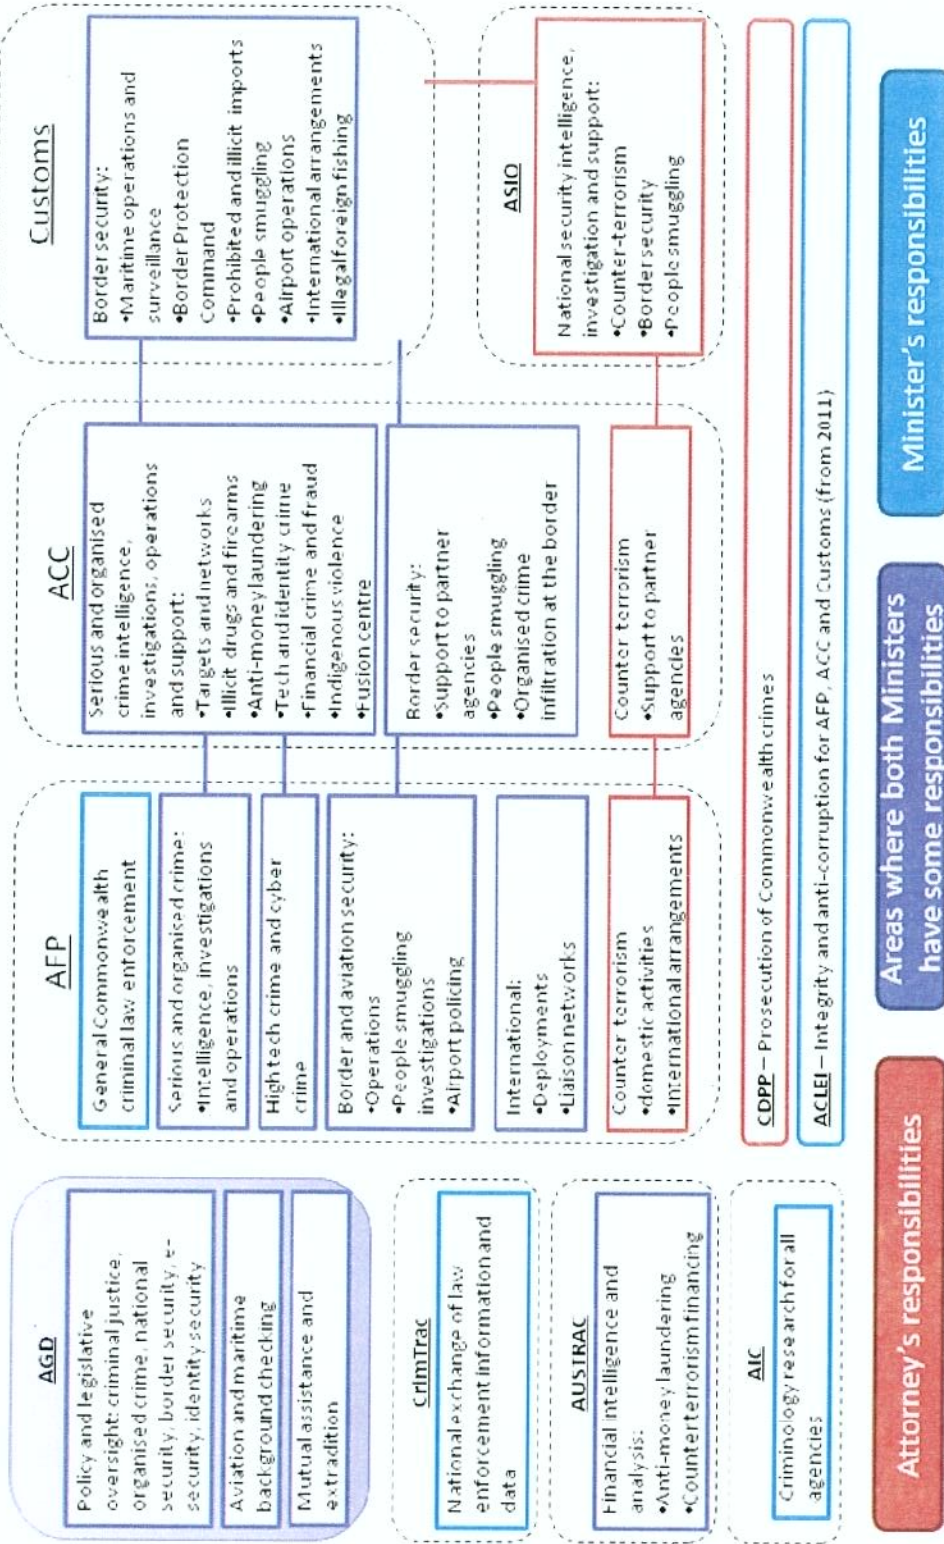 AGD
Policy and legislative
oversight: criminal justice,
organised crime, national
security, border security, e-
security, identity security
Aviation and maritime
background checking
Mutual assistance and
extradition
CrimTrac
National exchange of law
enforcement information and
data
AUSTRAC
Financial intelligence and
analysis:
•Anti-money laundering
•Counterterrorism financing
AIC
Criminology research for all
agencies
AFP
General Commonwealth
criminal law enforcement
Serious and organised crime:
•Intelligence, investigations
and operations
High tech crime and cyber
crime
Border and aviation security:
•Operations
•People smuggling
investigations
•Airport policing
International:
•Deployments
•Liaison networks
Counter terrorism
•domestic activities
•International arrangements
ACC
Serious and organised
crime intelligence,
investigations, operations
and support:
•Targets and networks
•Illicit drugs and firearms
•Anti-money laundering
•Tech and identity crime
•Financial crime and fraud
•Indigenous violence
•Fusion centre
Border security:
•Support to partner
agencies
•People smuggling
•Organised crime
infiltration at the border
Counter terrorism
•Support to partner
agencies
Customs
Border security:
•Maritime operations and
surveillance
•Border Protection
Command
•Prohibited and illicit imports
•People smuggling
•Airport operations
•International arrangements
•Illegal foreign fishing
ASIO
National security intelligence,
investigation and support:
•Counter-terrorism
•Border security
•People smuggling
CDPP – Prosecution of Commonwealth crimes
ACLEI – Integrity and anti-corruption for AFP, ACC and Customs (from 2011)
Attorney's responsibilities
Areas where both Ministers
have some responsibilities
Minister's responsibilities